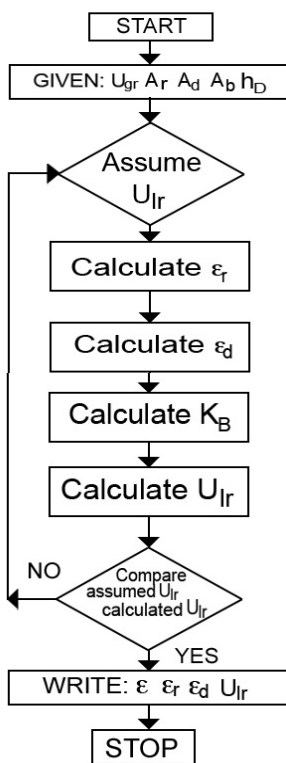 START
GIVEN: Ugr Ar Ad Ab hD
Assume
Ulr
Calculate εr
Calculate εd
Calculate KB
Calculate Ulr
NO
Compare
assumed Ulr
calculated Ulr
YES
WRITE: ε εr εd Ulr
STOP